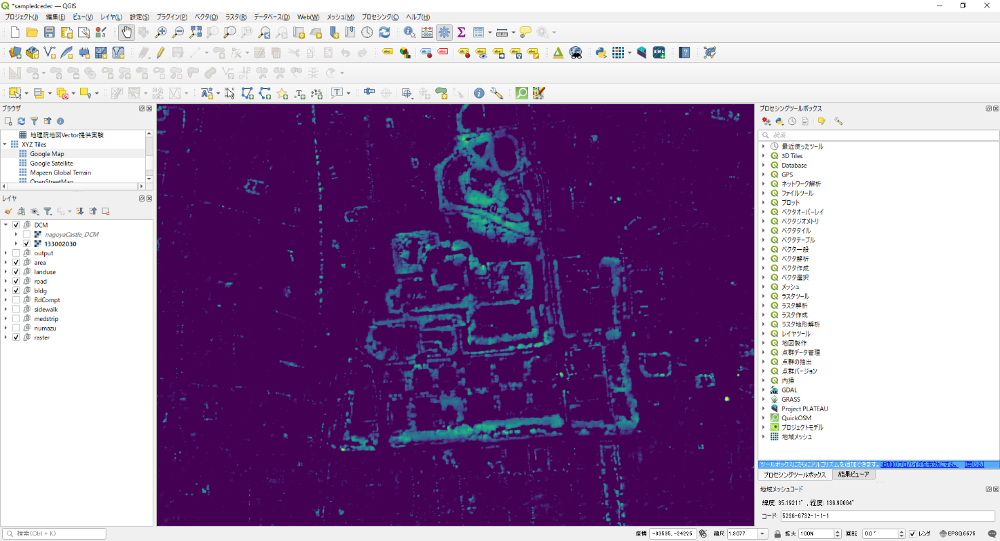 *sample4cedec — QGIS
プロジェクト(J) 編集(E) ビュー(V) レイヤ(L) 設定(S) プラグイン(P) ベクタ(O) ラスタ(R) データベース(D) Web(W) メッシュ(M) プロセシング(C) ヘルプ(H)
ブラウザ
地理院地図Vector提供実験
XYZ Tiles
Google Map
Google Satellite
Mapzen Global Terrain
OpenStreetMap
レイヤ
DCM
nagoyaCastle_DCM
133002030
output
area
landuse
road
bldg
RdCompt
sidewalk
medstrip
numazu
raster
プロセシングツールボックス
検索...
最近使ったツール
3D Tiles
Database
GPS
ネットワーク解析
ファイルツール
プロット
ベクタオーバーレイ
ベクタジオメトリ
ベクタタイル
ベクタテーブル
ベクタ一般
ベクタ解析
ベクタ作成
ベクタ選択
メッシュ
ラスタツール
ラスタ解析
ラスタ作成
ラスタ地形解析
レイヤツール
地図製作
点群データ管理
点群の抽出
点群バージョン
内挿
GDAL
GRASS
Project PLATEAU
QuickOSM
プロジェクトモデル
地域メッシュ
ツールボックスにさらにアルゴリズムを追加できます。 追加のプロバイダを有効にする。 [閉じる]
プロセシングツールボックス 結果ビューア
地域メッシュコード
緯度: 35.19211°, 経度: 136.90064°
コード: 5236-6732-1-1-1
検索(Ctrl + K)
座標 -89595,-24226 縮尺 1:9077 拡大 100% 回転 0.0° レンダ EPSG:6675